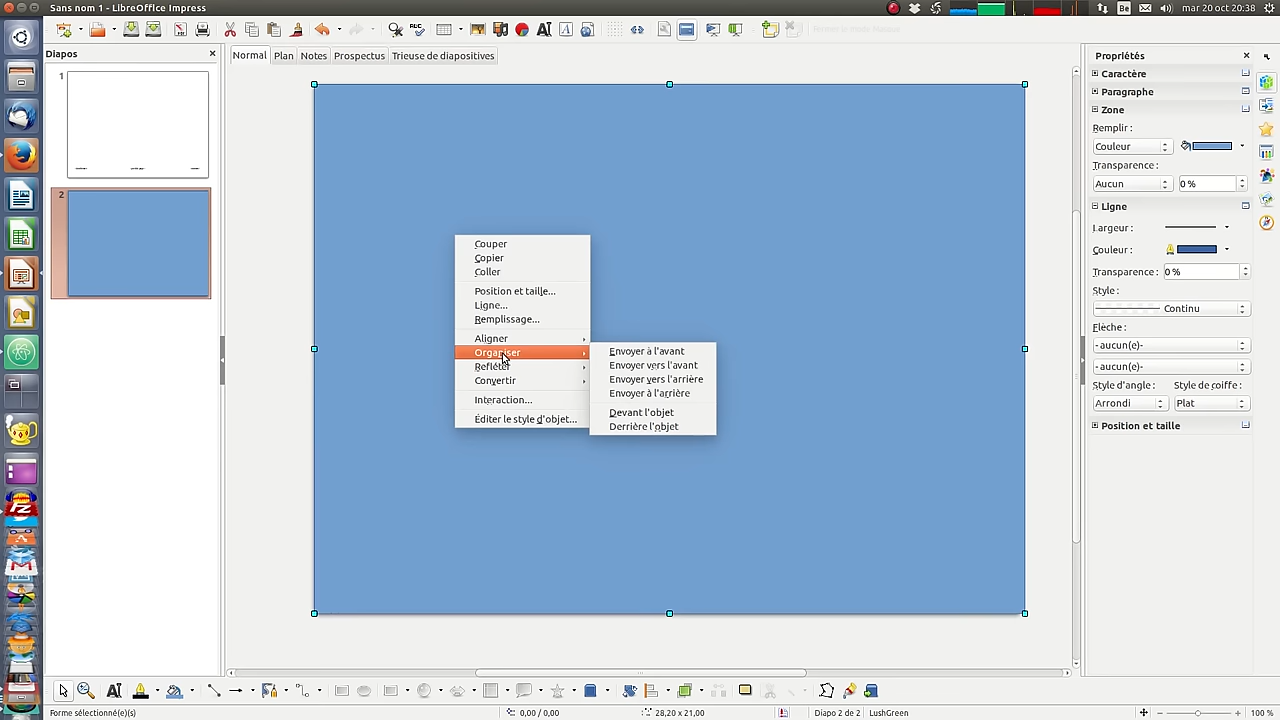 Sans nom 1 - LibreOffice Impress
Be
mar 20 oct 20:38
Diapos
1
2
Normal
Plan
Notes
Prospectus
Trieuse de diapositives
Couper
Copier
Coller
Position et taille...
Ligne...
Remplissage...
Aligner
Organiser
Refléter
Convertir
Interaction...
Éditer le style d'objet...
Envoyer à l'avant
Envoyer vers l'avant
Envoyer vers l'arrière
Envoyer à l'arrière
Devant l'objet
Derrière l'objet
Propriétés
Caractère
Paragraphe
Zone
Remplir :
Couleur
Transparence :
Aucun
0 %
Ligne
Largeur :
Couleur :
Transparence : 0 %
Style :
Continu
Flèche :
-aucun(e)-
-aucun(e)-
Style d'angle : Style de coiffe :
Arrondi Plat
Position et taille
Forme sélectionné(e)(s)
0,00 / 0,00
28,20 x 21,00
Diapo 2 de 2
LushGreen
100 %